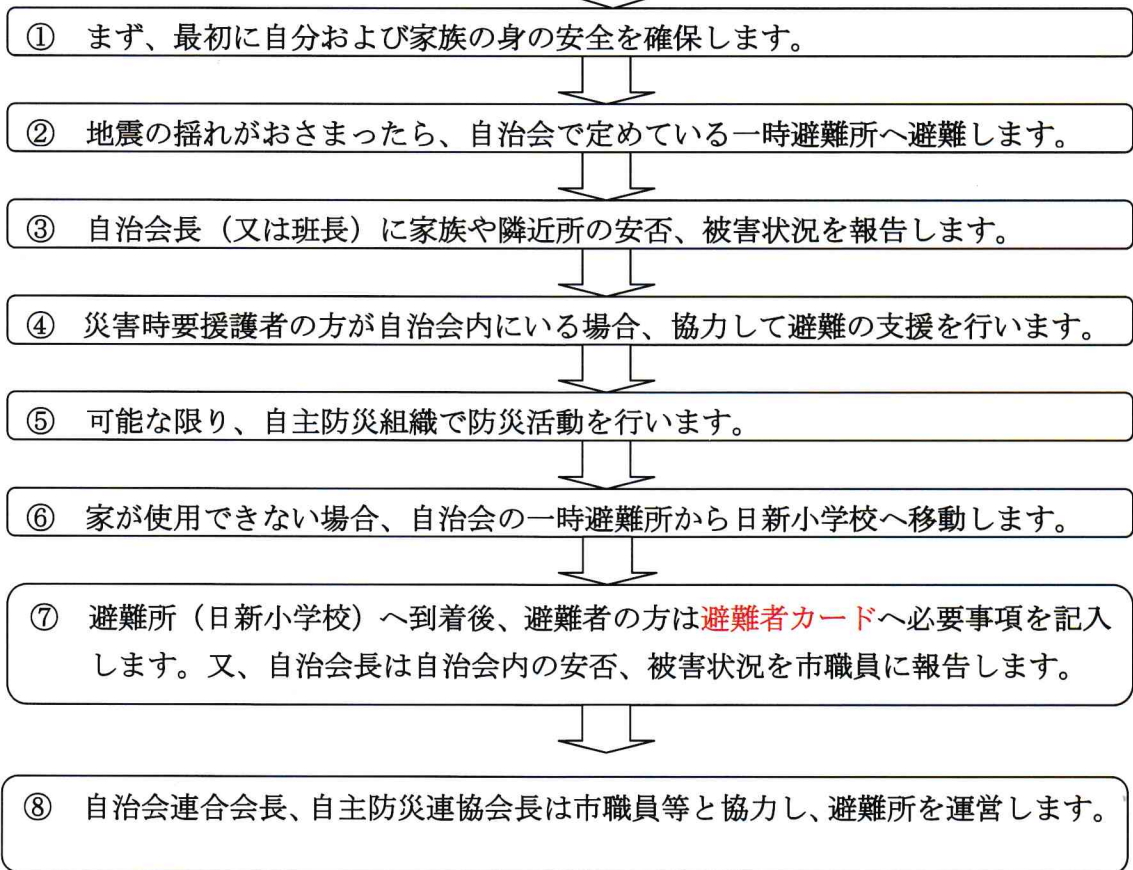 ① まず、最初に自分および家族の身の安全を確保します。
② 地震の揺れがおさまったら、自治会で定めている一時避難所へ避難します。
③ 自治会長（又は班長）に家族や隣近所の安否、被害状況を報告します。
④ 災害時要援護者の方が自治会内にいる場合、協力して避難の支援を行います。
⑤ 可能な限り、自主防災組織で防災活動を行います。
⑥ 家が使用できない場合、自治会の一時避難所から日新小学校へ移動します。
⑦ 避難所（日新小学校）へ到着後、避難者の方は避難者カードへ必要事項を記入
します。又、自治会長は自治会内の安否、被害状況を市職員に報告します。
⑧ 自治会連合会長、自主防災連協会長は市職員等と協力し、避難所を運営します。